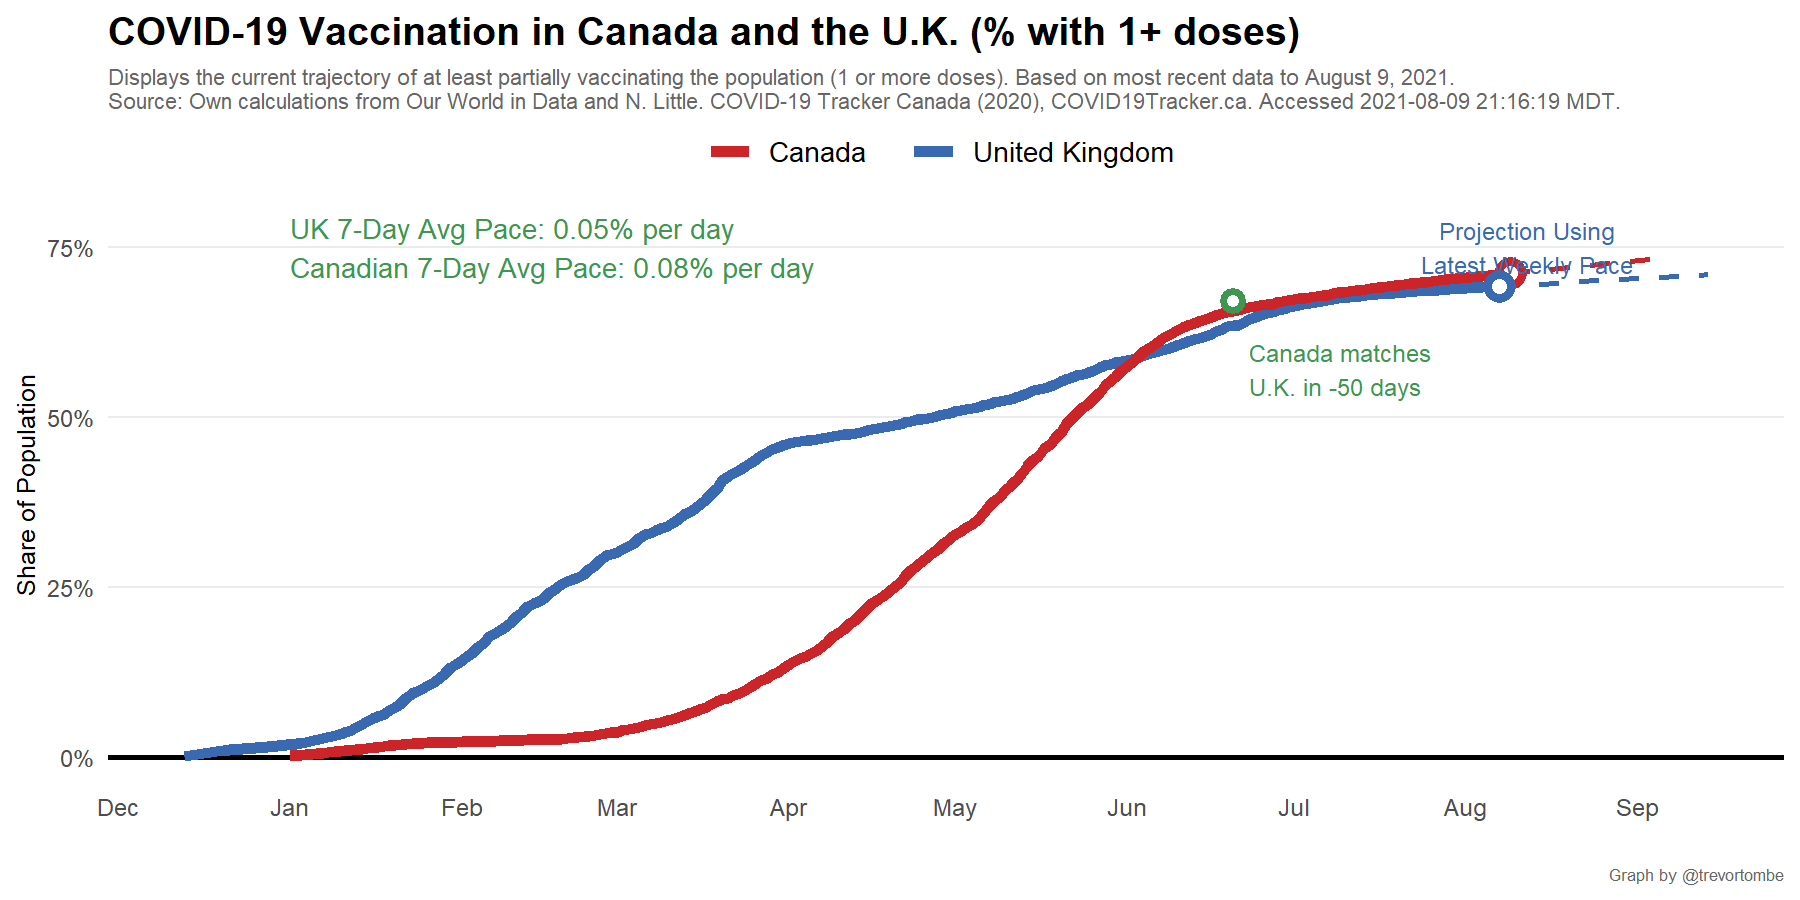 COVID-19 Vaccination in Canada and the U.K. (% with 1+ doses)
Displays the current trajectory of at least partially vaccinating the population (1 or more doses). Based on most recent data to August 9, 2021.
Source: Own calculations from Our World in Data and N. Little. COVID-19 Tracker Canada (2020), COVID19Tracker.ca. Accessed 2021-08-09 21:16:19 MDT.
Canada United Kingdom
UK 7-Day Avg Pace: 0.05% per day
Canadian 7-Day Avg Pace: 0.08% per day
Projection Using
Latest Weekly Pace
Canada matches
U.K. in -50 days
Share of Population
75%
50%
25%
0%
Dec Jan Feb Mar Apr May Jun Jul Aug Sep
Graph by @trevortombe